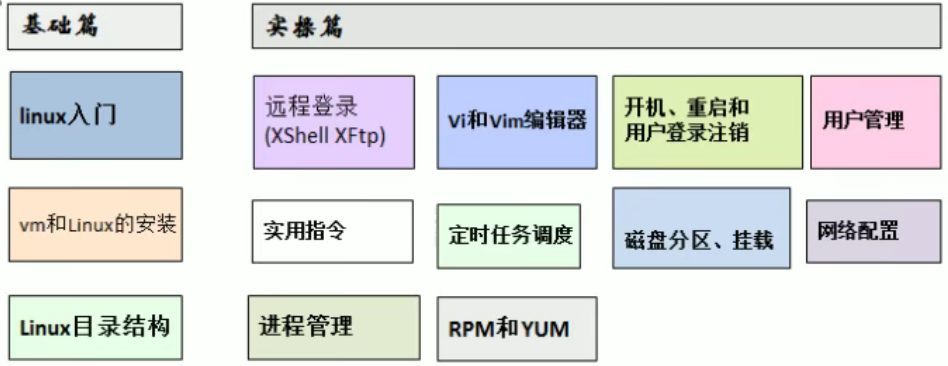 基础篇
实操篇
linux入门
远程登录
(XShell XFtp)
Vi和Vim编辑器
开机、重启和
用户登录注销
用户管理
vm和Linux的安装
实用指令
定时任务调度
磁盘分区、挂载
网络配置
Linux目录结构
进程管理
RPM和YUM